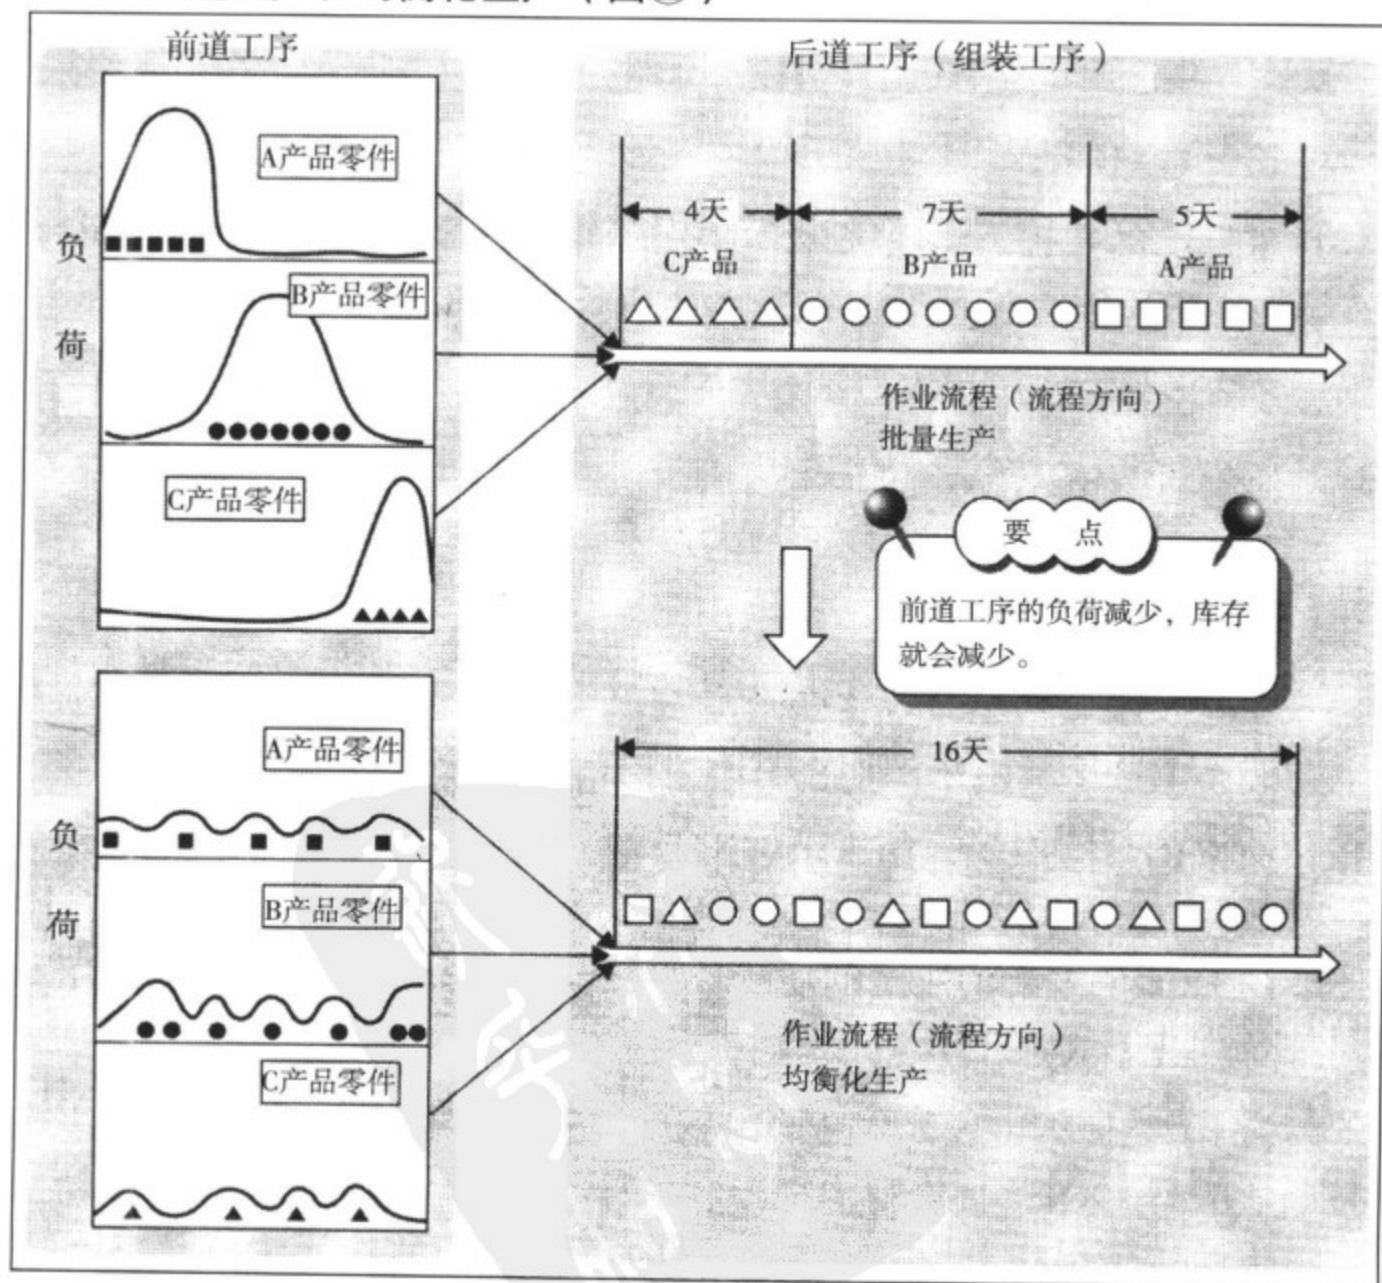 前道工序
后道工序（组装工序）
负荷
A产品零件
B产品零件
C产品零件
4天
7天
5天
C产品
B产品
A产品
作业流程（流程方向）
批量生产
要 点
前道工序的负荷减少，库存
就会减少。
负荷
A产品零件
B产品零件
C产品零件
16天
作业流程（流程方向）
均衡化生产